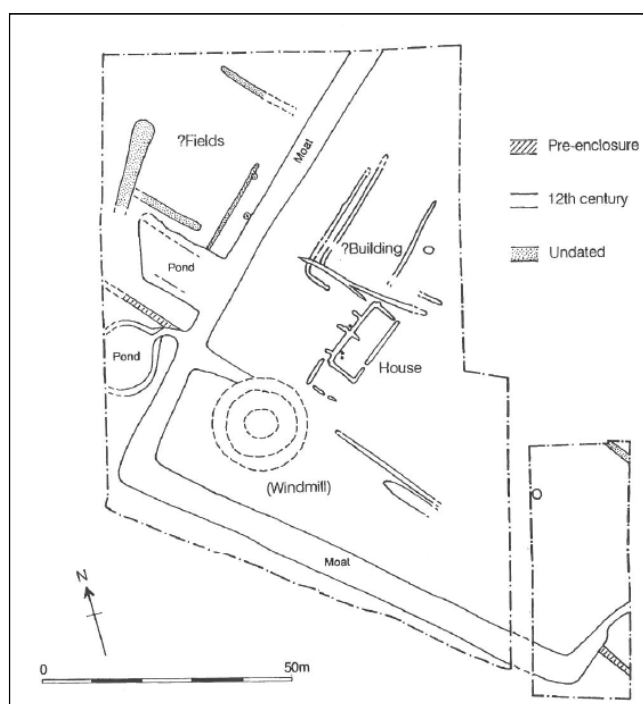 ?Fields
Moat
Pre-enclosure
12th century
?Building
Undated
Pond
Pond
House
(Windmill)
Moat
N
0
50m